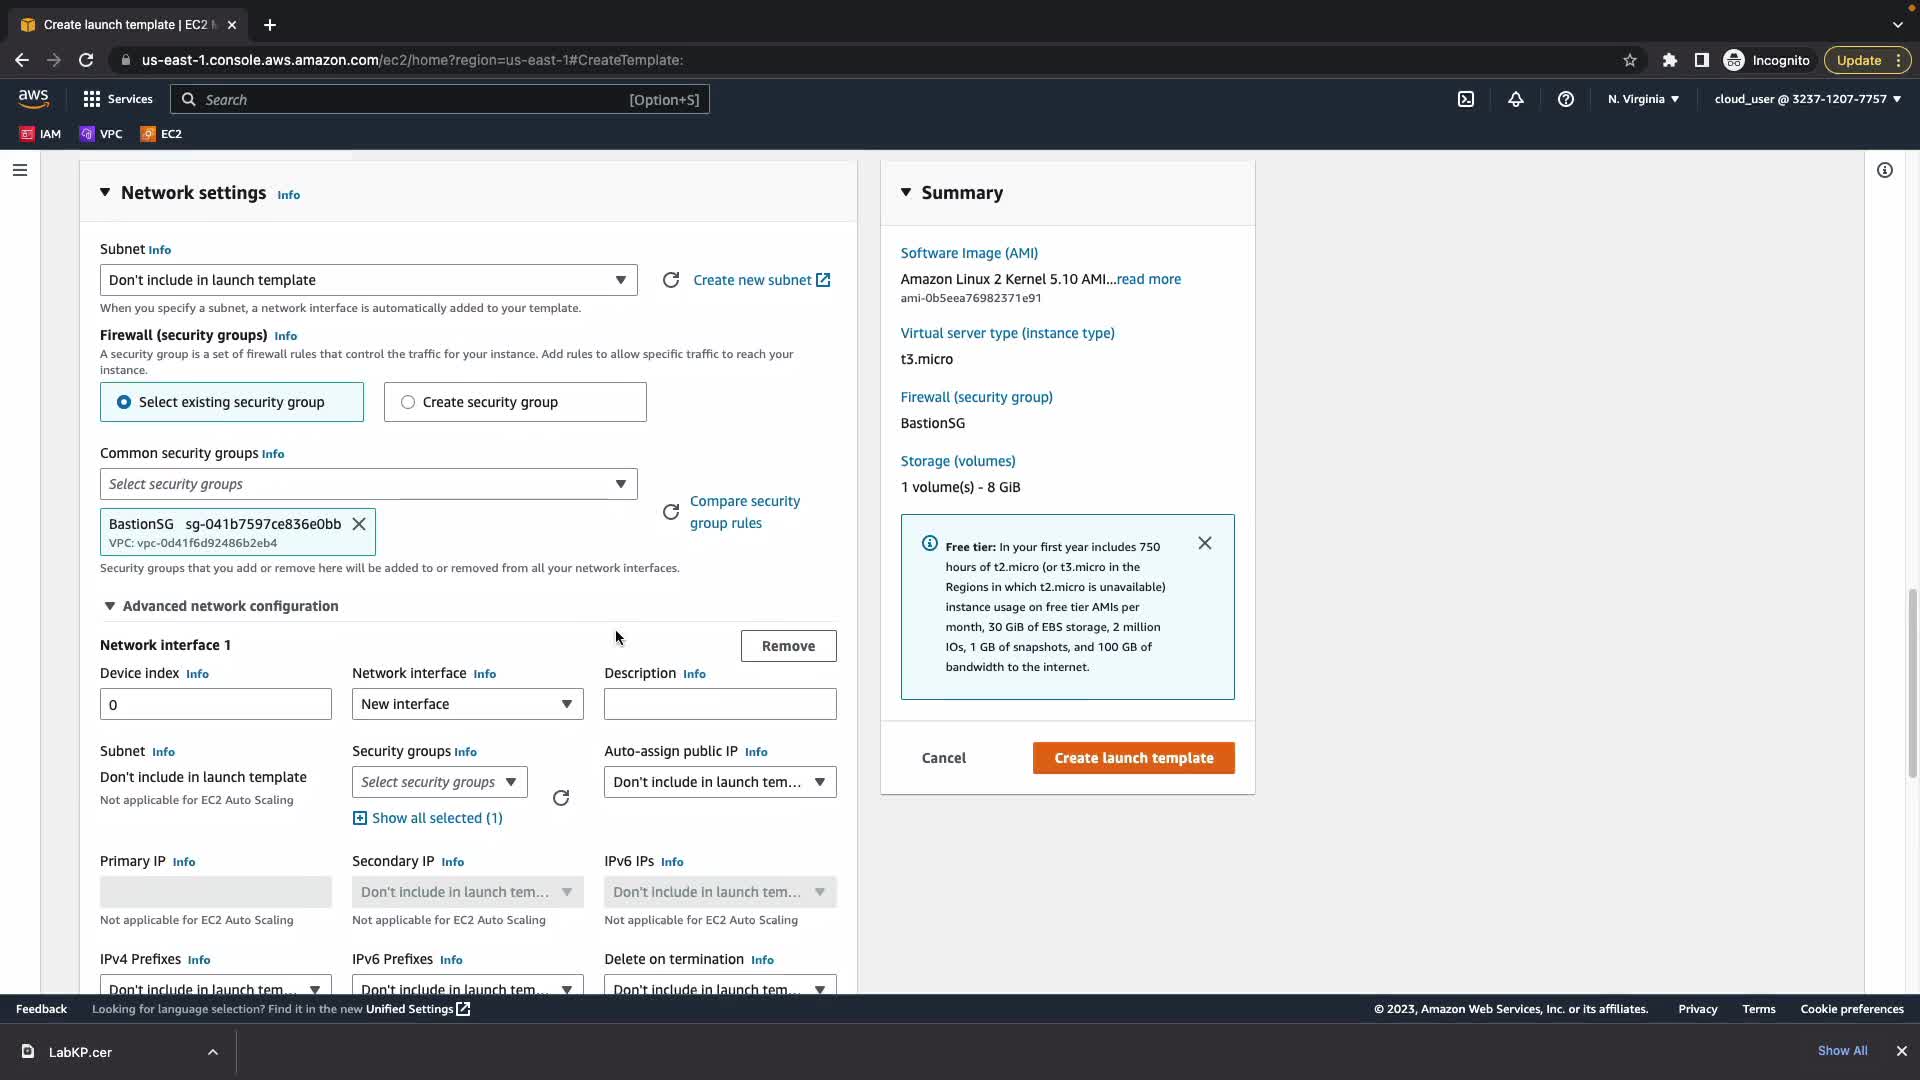 Create launch template | EC2 M
us-east-1.console.aws.amazon.com/ec2/home?region=us-east-1#CreateTemplate:
Incognito
Update
aws
Services
Search
[Option+S]
N. Virginia
cloud_user @ 3237-1207-7757
IAM
VPC
EC2
Network settings Info
Subnet Info
Don't include in launch template
Create new subnet
When you specify a subnet, a network interface is automatically added to your template.
Firewall (security groups) Info
A security group is a set of firewall rules that control the traffic for your instance. Add rules to allow specific traffic to reach your
instance.
Select existing security group
Create security group
Common security groups Info
Select security groups
Compare security
group rules
BastionSG sg-041b7597ce836e0bb
VPC: vpc-0d41f6d92486b2eb4
Security groups that you add or remove here will be added to or removed from all your network interfaces.
Advanced network configuration
Network interface 1
Remove
Device index Info
Network interface Info
Description Info
0
New interface
Subnet Info
Security groups Info
Auto-assign public IP Info
Don't include in launch template
Select security groups
Don't include in launch tem...
Not applicable for EC2 Auto Scaling
Show all selected (1)
Primary IP Info
Secondary IP Info
IPv6 IPs Info
Don't include in launch tem...
Don't include in launch tem...
Not applicable for EC2 Auto Scaling
Not applicable for EC2 Auto Scaling
Not applicable for EC2 Auto Scaling
IPv4 Prefixes Info
IPv6 Prefixes Info
Delete on termination Info
Don't include in launch tem...
Don't include in launch tem...
Don't include in launch tem...
Summary
Software Image (AMI)
Amazon Linux 2 Kernel 5.10 AMI...read more
ami-0b5eea76982371e91
Virtual server type (instance type)
t3.micro
Firewall (security group)
BastionSG
Storage (volumes)
1 volume(s) - 8 GiB
Free tier: In your first year includes 750
hours of t2.micro (or t3.micro in the
Regions in which t2.micro is unavailable)
instance usage on free tier AMIs per
month, 30 GiB of EBS storage, 2 million
IOs, 1 GB of snapshots, and 100 GB of
bandwidth to the internet.
Cancel
Create launch template
Feedback
Looking for language selection? Find it in the new Unified Settings
© 2023, Amazon Web Services, Inc. or its affiliates.
Privacy
Terms
Cookie preferences
LabKP.cer
Show All